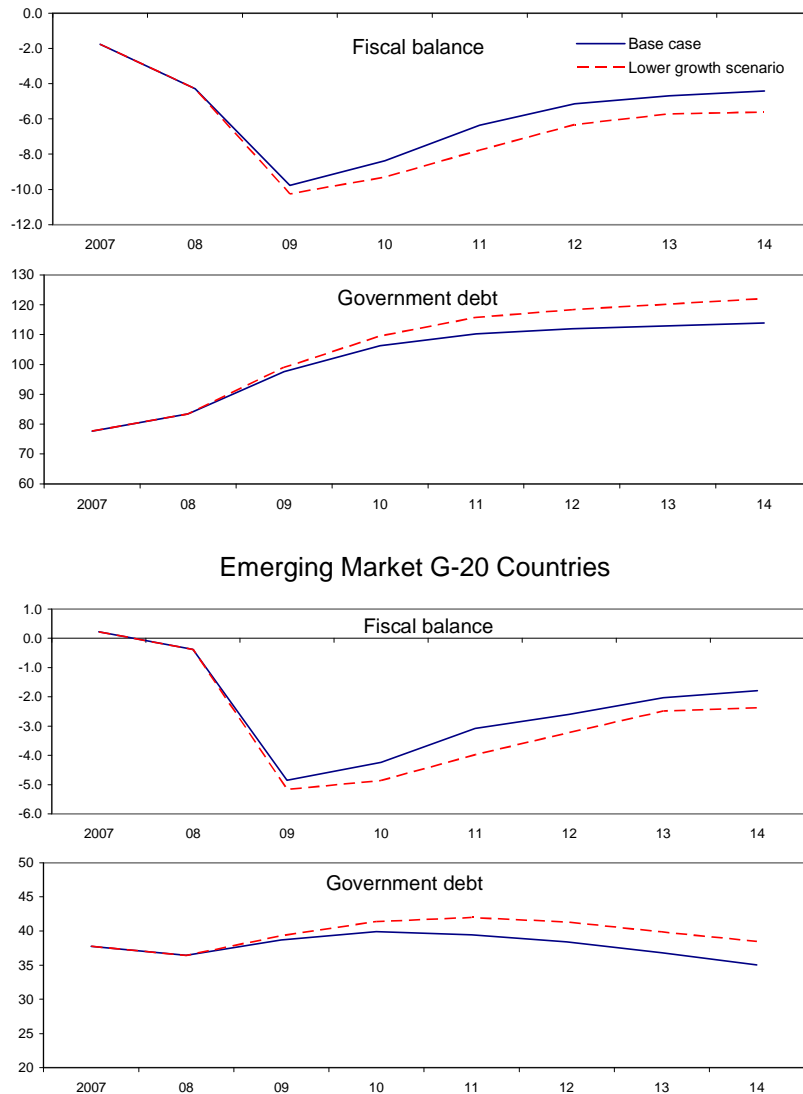 0.0
-2.0
-4.0
-6.0
-8.0
-10.0
-12.0
Fiscal balance
Base case
Lower growth scenario
2007 08 09 10 11 12 13 14
130
120
110
100
90
80
70
60
Government debt
2007 08 09 10 11 12 13 14
Emerging Market G-20 Countries
1.0
0.0
-1.0
-2.0
-3.0
-4.0
-5.0
-6.0
Fiscal balance
2007 08 09 10 11 12 13 14
50
45
40
35
30
25
20
Government debt
2007 08 09 10 11 12 13 14